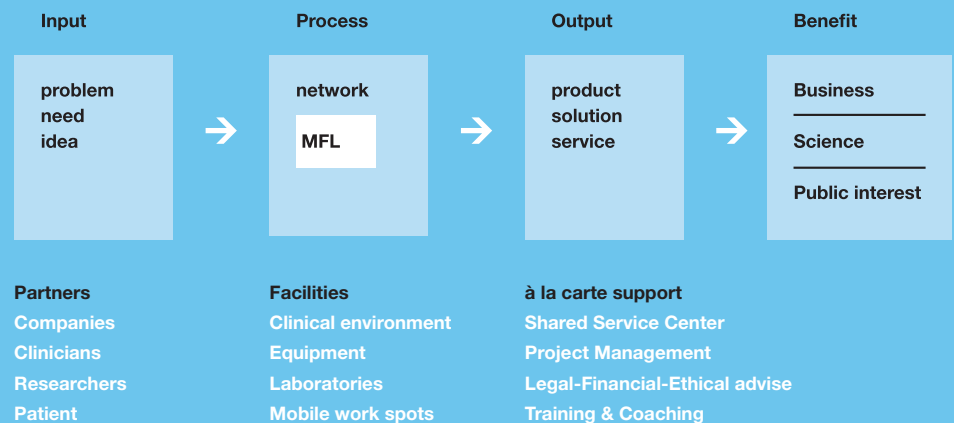 Input
Process
Output
Benefit
problem
need
idea
network
MFL
product
solution
service
Business
Science
Public interest
Partners
Companies
Clinicians
Researchers
Patient
Facilities
Clinical environment
Equipment
Laboratories
Mobile work spots
à la carte support
Shared Service Center
Project Management
Legal-Financial-Ethical advise
Training & Coaching